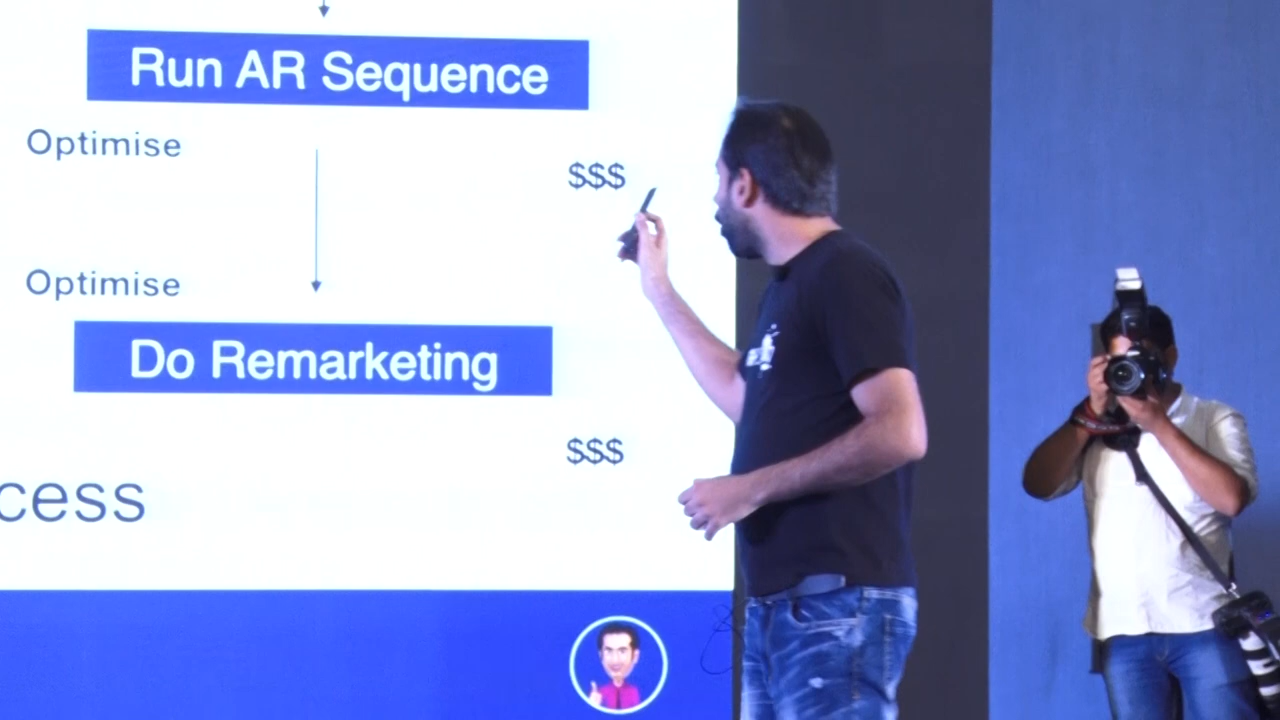 Run AR Sequence
Optimise
$$$
Optimise
Do Remarketing
$$$
cess